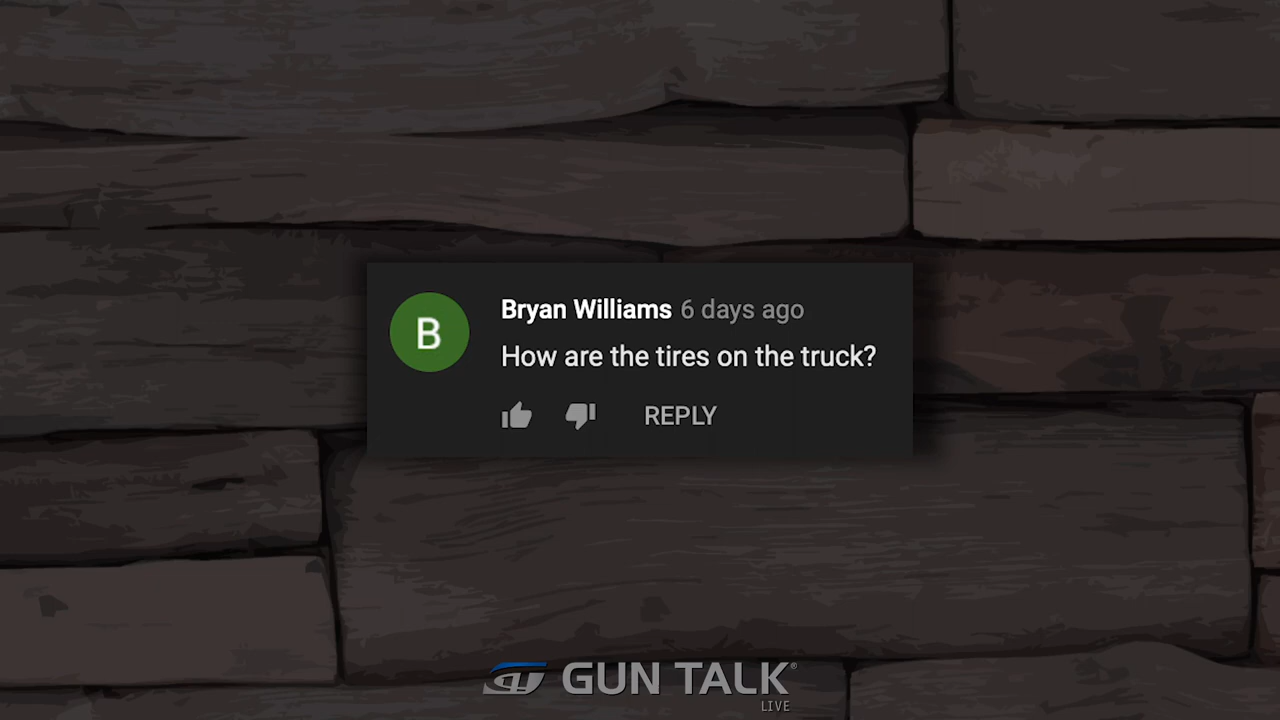 B
Bryan Williams 6 days ago
How are the tires on the truck?
REPLY
GUN TALK®
LIVE